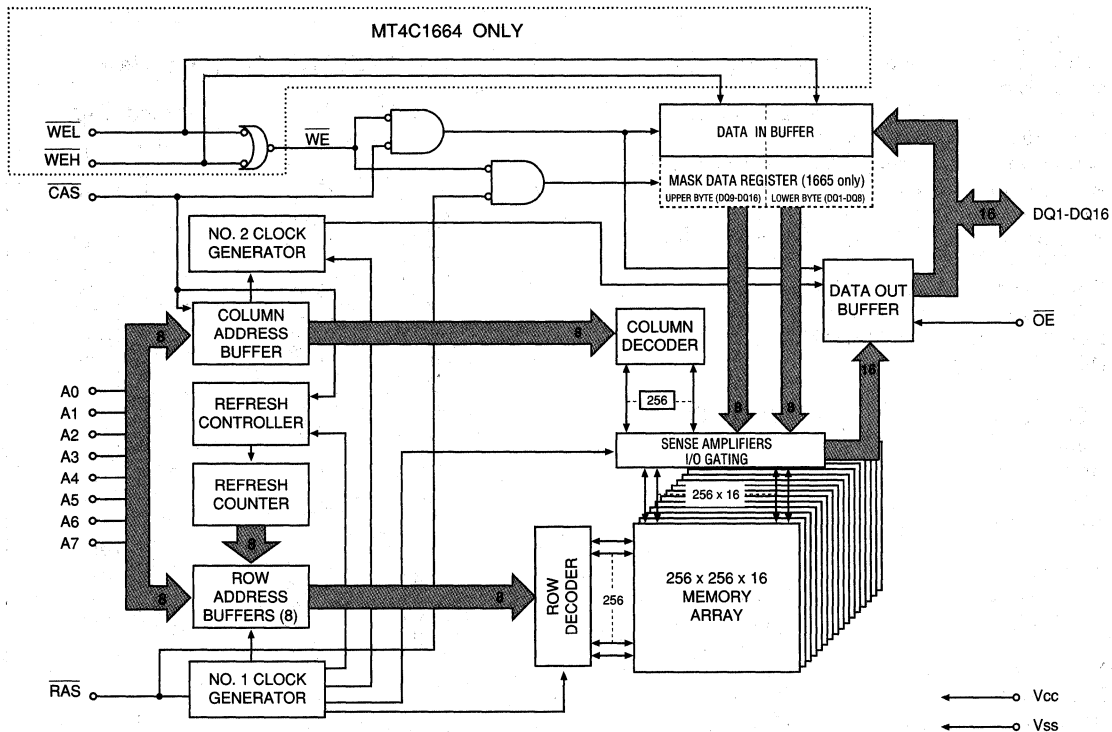 MT4C1664 ONLY
WEL
WEH
WE
CAS
DATA IN BUFFER
MASK DATA REGISTER (1665 only)
UPPER BYTE (DQ9-DQ16)
LOWER BYTE (DQ1-DQ8)
16
DQ1-DQ16
NO. 2 CLOCK
GENERATOR
DATA OUT
BUFFER
OE
8
COLUMN
ADDRESS
BUFFER
8
COLUMN
DECODER
16
256
8
8
A0
A1
A2
A3
A4
A5
A6
A7
REFRESH
CONTROLLER
SENSE AMPLIFIERS
I/O GATING
REFRESH
COUNTER
256 x 16
8
8
ROW
ADDRESS
BUFFERS (8)
8
ROW
DECODER
256
256 x 256 x 16
MEMORY
ARRAY
RAS
NO. 1 CLOCK
GENERATOR
Vcc
Vss